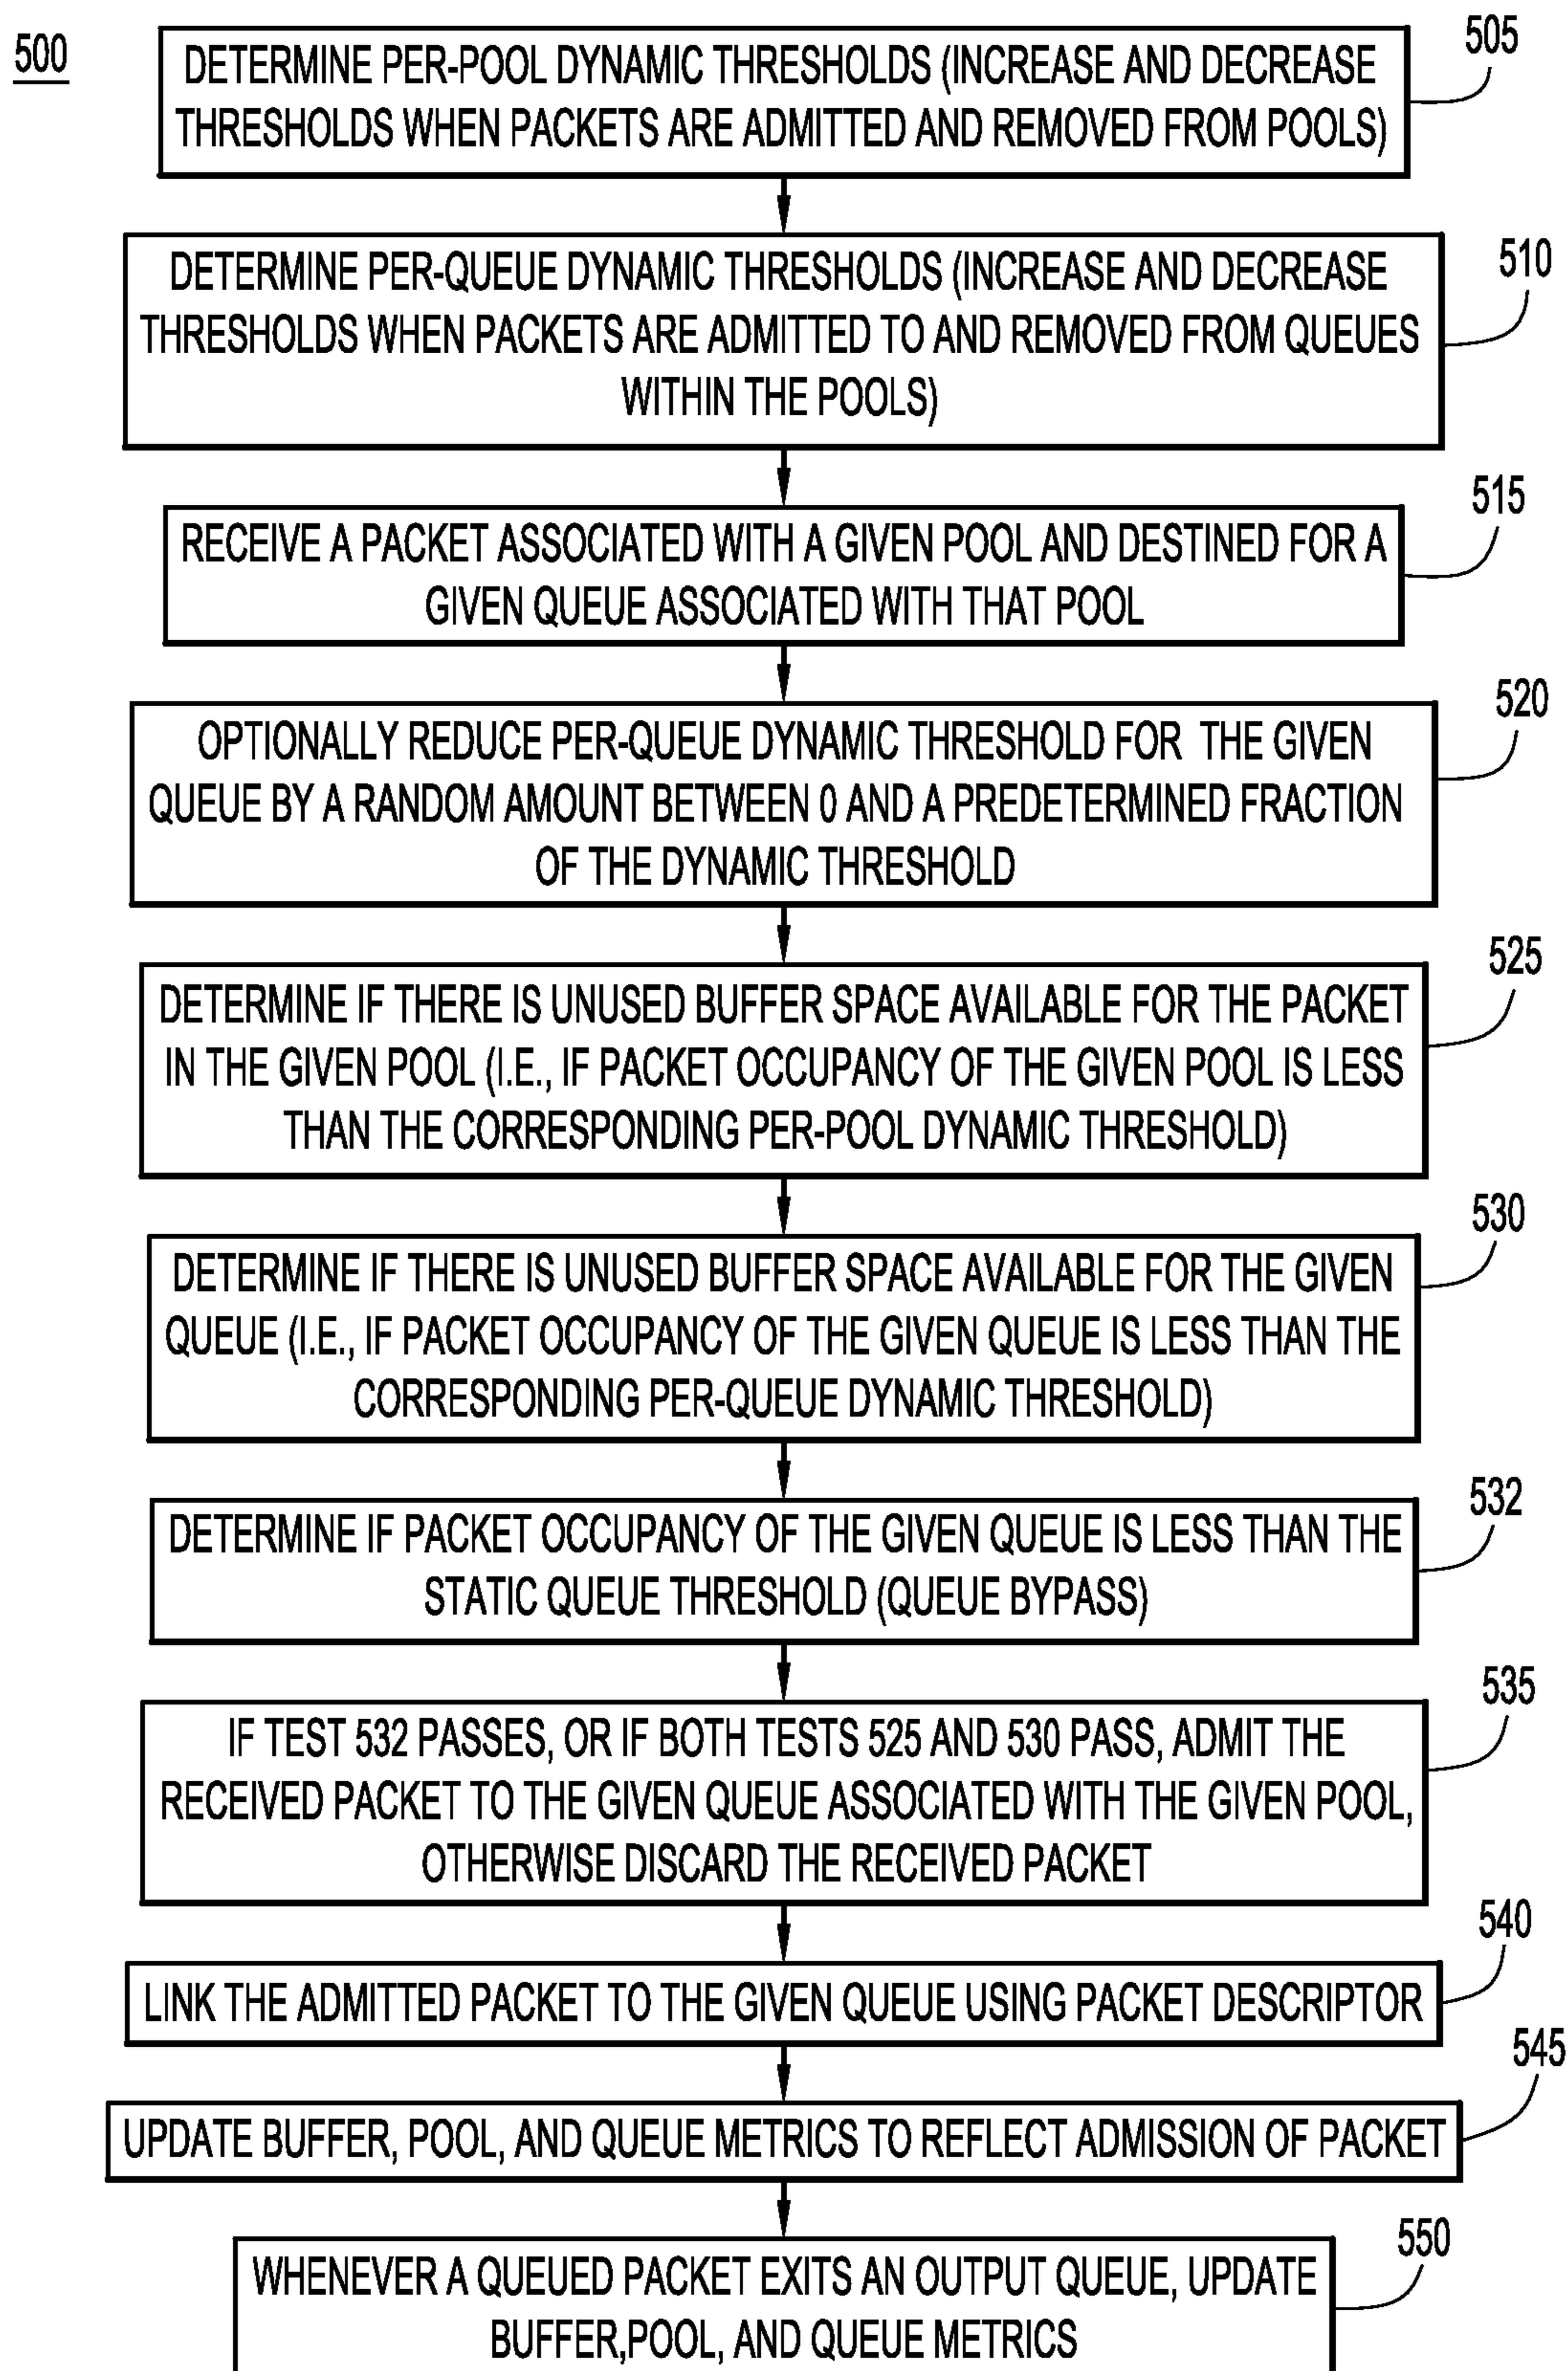 500
505
DETERMINE PER-POOL DYNAMIC THRESHOLDS (INCREASE AND DECREASE
THRESHOLDS WHEN PACKETS ARE ADMITTED AND REMOVED FROM POOLS)
510
DETERMINE PER-QUEUE DYNAMIC THRESHOLDS (INCREASE AND DECREASE
THRESHOLDS WHEN PACKETS ARE ADMITTED TO AND REMOVED FROM QUEUES
WITHIN THE POOLS)
515
RECEIVE A PACKET ASSOCIATED WITH A GIVEN POOL AND DESTINED FOR A
GIVEN QUEUE ASSOCIATED WITH THAT POOL
520
OPTIONALLY REDUCE PER-QUEUE DYNAMIC THRESHOLD FOR THE GIVEN
QUEUE BY A RANDOM AMOUNT BETWEEN 0 AND A PREDETERMINED FRACTION
OF THE DYNAMIC THRESHOLD
525
DETERMINE IF THERE IS UNUSED BUFFER SPACE AVAILABLE FOR THE PACKET
IN THE GIVEN POOL (I.E., IF PACKET OCCUPANCY OF THE GIVEN POOL IS LESS
THAN THE CORRESPONDING PER-POOL DYNAMIC THRESHOLD)
530
DETERMINE IF THERE IS UNUSED BUFFER SPACE AVAILABLE FOR THE GIVEN
QUEUE (I.E., IF PACKET OCCUPANCY OF THE GIVEN QUEUE IS LESS THAN THE
CORRESPONDING PER-QUEUE DYNAMIC THRESHOLD)
532
DETERMINE IF PACKET OCCUPANCY OF THE GIVEN QUEUE IS LESS THAN THE
STATIC QUEUE THRESHOLD (QUEUE BYPASS)
535
IF TEST 532 PASSES, OR IF BOTH TESTS 525 AND 530 PASS, ADMIT THE
RECEIVED PACKET TO THE GIVEN QUEUE ASSOCIATED WITH THE GIVEN POOL,
OTHERWISE DISCARD THE RECEIVED PACKET
540
LINK THE ADMITTED PACKET TO THE GIVEN QUEUE USING PACKET DESCRIPTOR
545
UPDATE BUFFER, POOL, AND QUEUE METRICS TO REFLECT ADMISSION OF PACKET
550
WHENEVER A QUEUED PACKET EXITS AN OUTPUT QUEUE, UPDATE
BUFFER,POOL, AND QUEUE METRICS